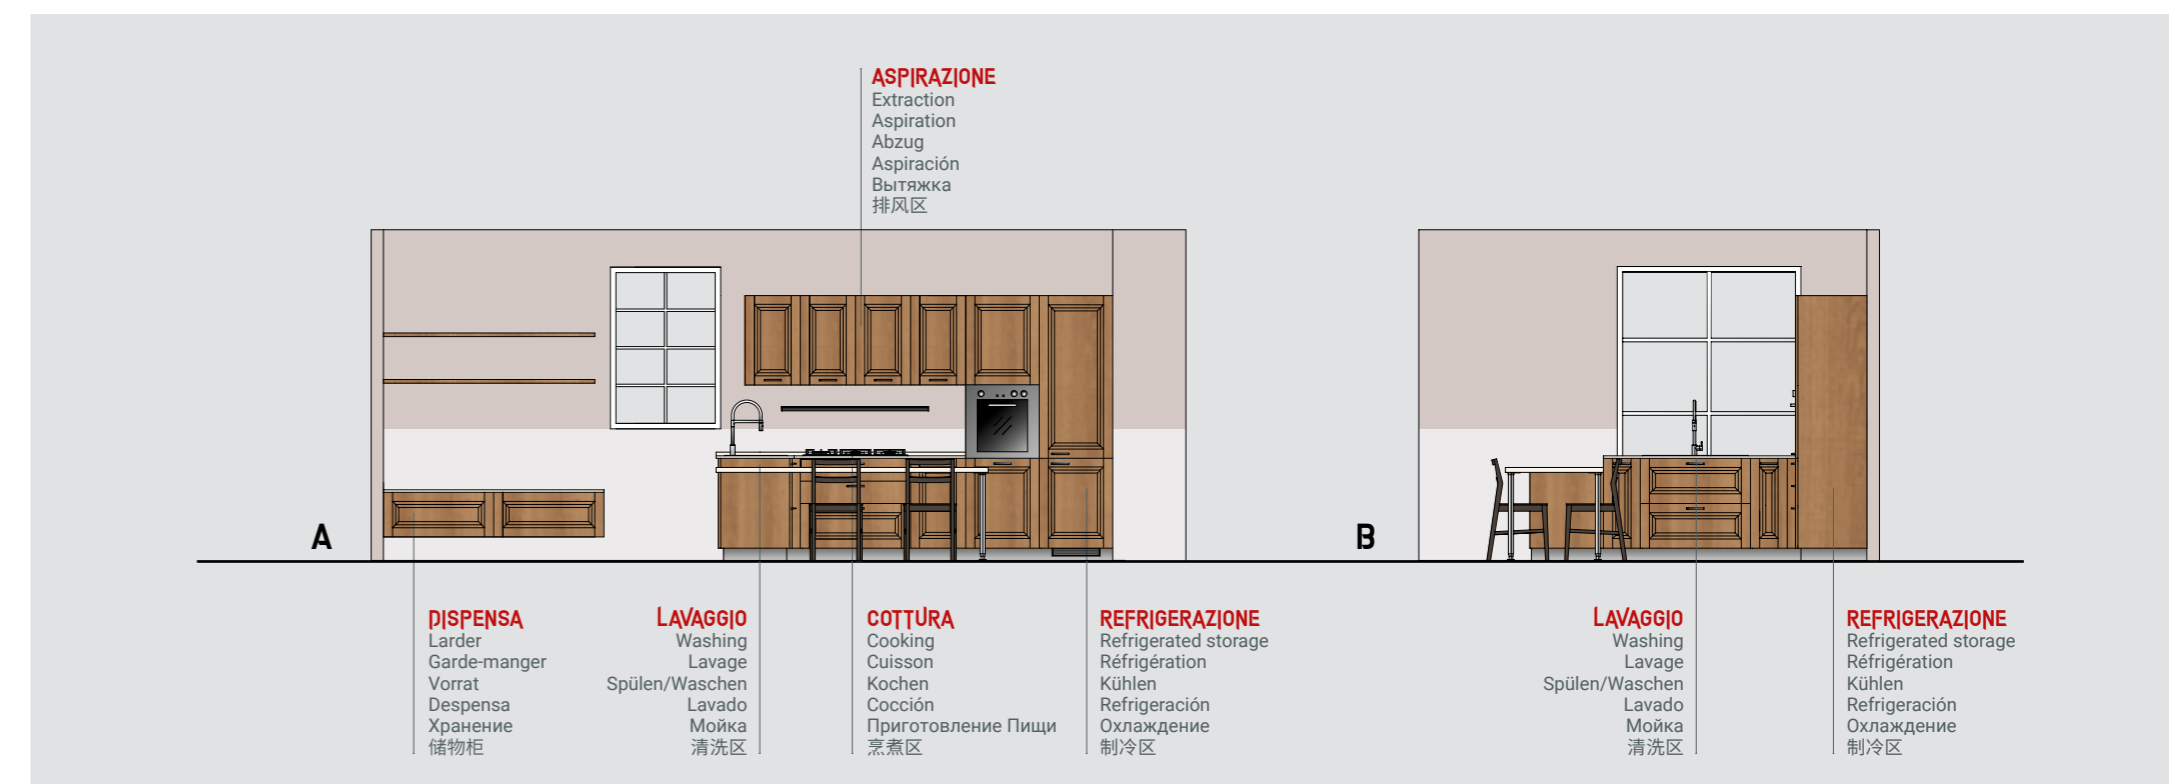 ASPIRAZIONE
Extraction
Aspiration
Abzug
Aspiración
Вытяжка
排风区
A
B
DISPENSA
Larder
Garde-manger
Vorrat
Despensa
Хранение
储物柜
LAVAGGIO
Washing
Lavage
Spülen/Waschen
Lavado
Мойка
清洗区
COTTURA
Cooking
Cuisson
Kochen
Cocción
Приготовление Пищи
烹煮区
REFRIGERAZIONE
Refrigerated storage
Réfrigération
Kühlen
Refrigeración
Охлаждение
制冷区
LAVAGGIO
Washing
Lavage
Spülen/Waschen
Lavado
Мойка
清洗区
REFRIGERAZIONE
Refrigerated storage
Réfrigération
Kühlen
Refrigeración
Охлаждение
制冷区